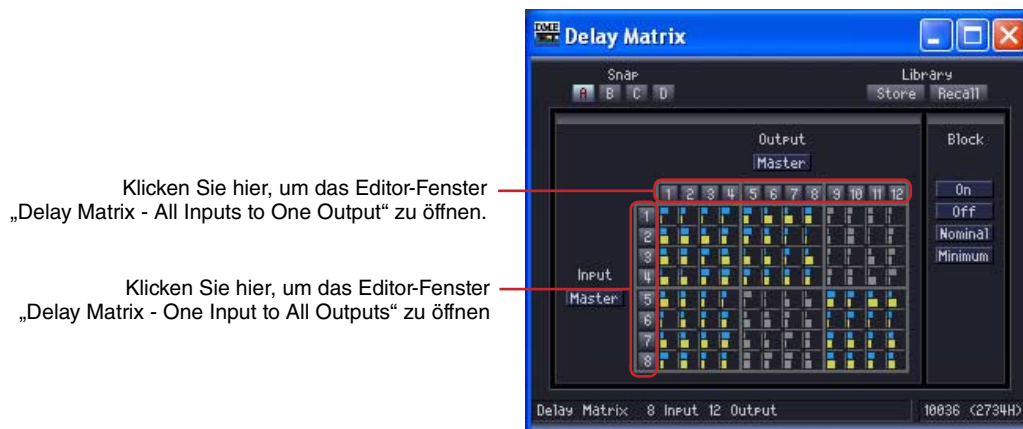 DME Delay Matrix
Snap
Library
A B C D
Store Recall
Output
Block
Master
Klicken Sie hier, um das Editor-Fenster
„Delay Matrix - All Inputs to One Output“ zu öffnen.
1 2 3 4 5 6 7 8 9 10 11 12
On
1
Off
2
Nominal
3
Minimum
Input
4
Klicken Sie hier, um das Editor-Fenster
„Delay Matrix - One Input to All Outputs“ zu öffnen
Master
5
6
7
8
Delay Matrix 8 Input 12 Output
10036 (2734H)